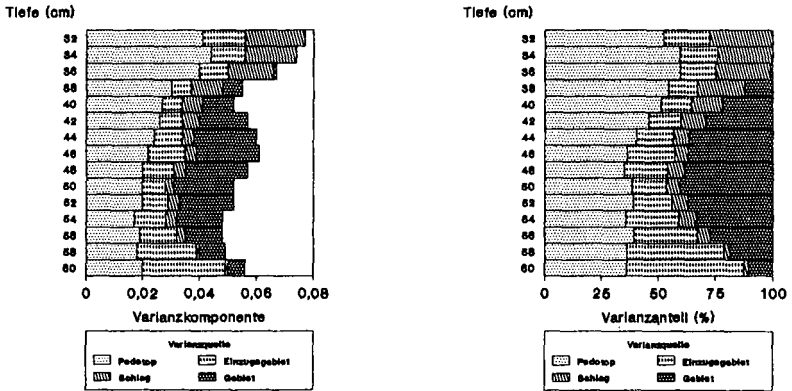 Tiefe (cm)
32
34
36
38
40
42
44
46
48
50
52
54
56
58
60
0 0,02 0,04 0,06 0,08
Varianzkomponente
Varianzquelle
Pedotop Einzugsgebiet
Schlag Gebiet
Tiefe (cm)
32
34
36
38
40
42
44
46
48
50
52
54
56
58
60
0 25 50 75 100
Varianzanteil (%)
Varianzquelle
Pedotop Einzugsgebiet
Schlag Gebiet